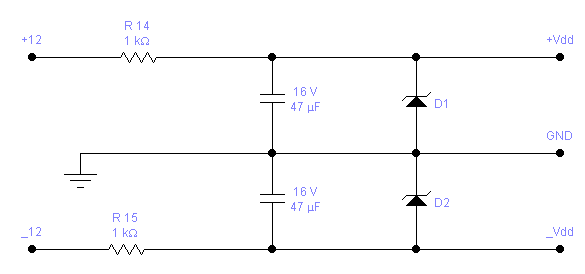 R 14
1 kΩ
+12
+Vdd
16 V
47 µF
D1
GND
16 V
47 µF
D2
R 15
1 kΩ
_12
_Vdd